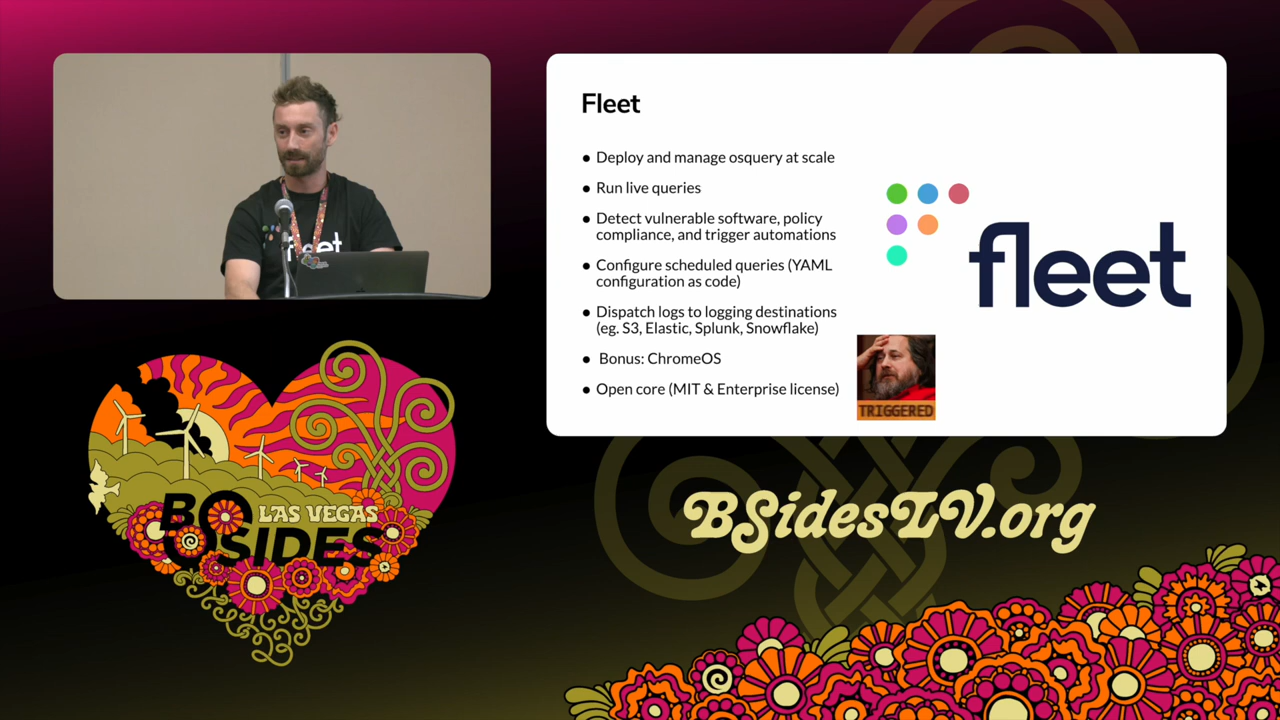 Fleet
● Deploy and manage osquery at scale
● Run live queries
● Detect vulnerable software, policy
compliance, and trigger automations
● Configure scheduled queries (YAML
configuration as code)
● Dispatch logs to logging destinations
(eg. S3, Elastic, Splunk, Snowflake)
● Bonus: ChromeOS
● Open core (MIT & Enterprise license)
fleet
TRIGGERED
fleet
LAS VEGAS
BSIDES
23
BSidesLV.org